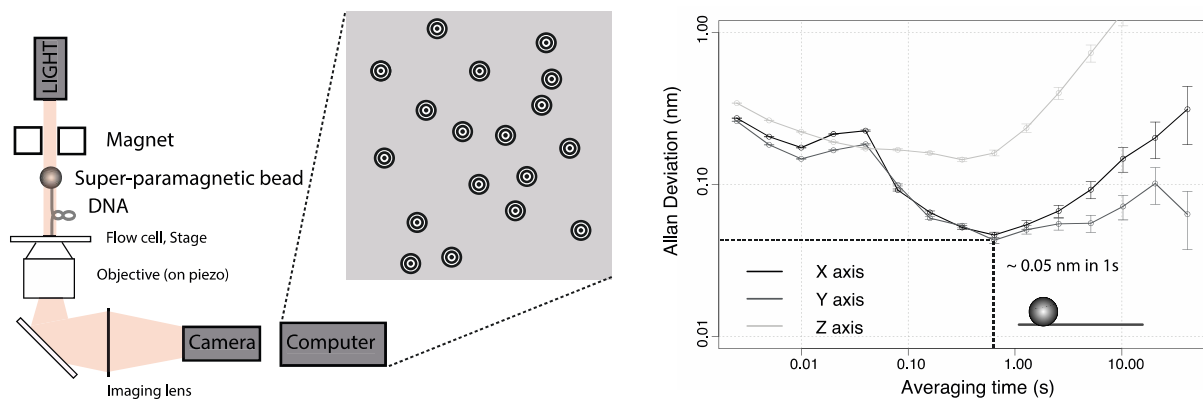 LIGHT
Magnet
Super-paramagnetic bead
DNA
Flow cell, Stage
Objective (on piezo)
Camera
Computer
Imaging lens
Allan Deviation (nm)
1.00
0.10
0.01
X axis
Y axis
Z axis
~ 0.05 nm in 1s
0.01
0.10
1.00
10.00
Averaging time (s)